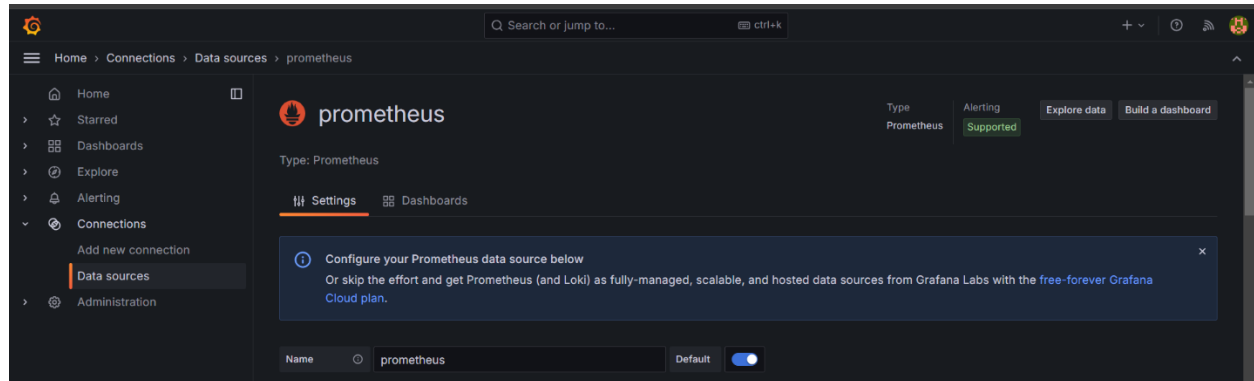 Search or jump to... ctrl+k
Home > Connections > Data sources > prometheus
Home
Starred
Dashboards
Explore
Alerting
Connections
Add new connection
Data sources
Administration
prometheus
Type
Prometheus
Alerting
Supported
Explore data
Build a dashboard
Type: Prometheus
Settings
Dashboards
Configure your Prometheus data source below
Or skip the effort and get Prometheus (and Loki) as fully-managed, scalable, and hosted data sources from Grafana Labs with the free-forever Grafana
Cloud plan.
Name prometheus Default